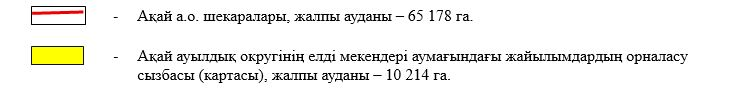 - Ақай а.о. шекаралары, жалпы ауданы – 65 178 га.
- Ақай ауылдық округінің елді мекендері аумағындағы жайылымдардың орналасу
сызбасы (картасы), жалпы ауданы – 10 214 га.